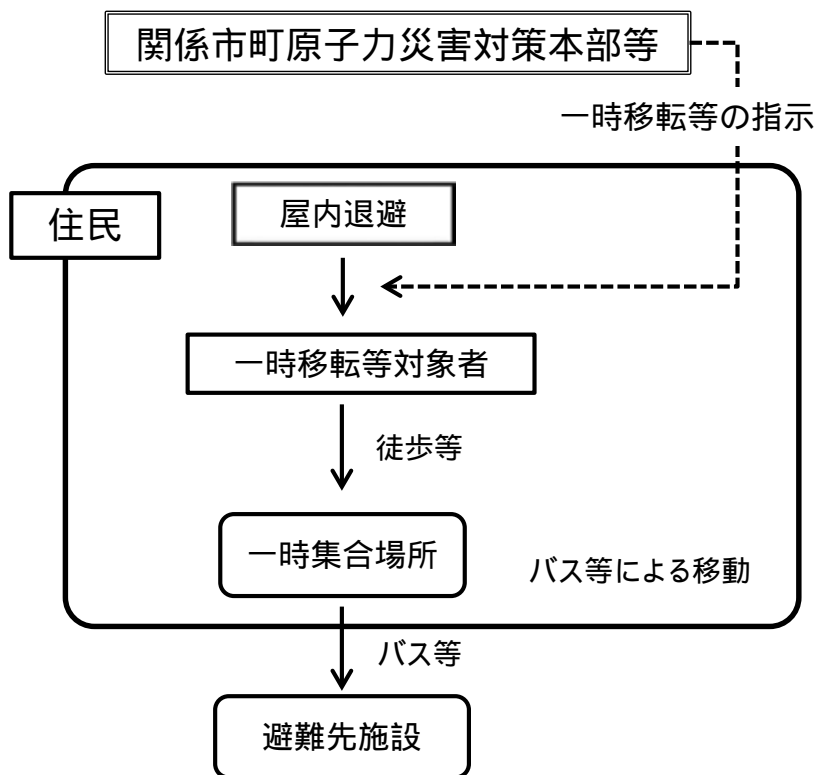 関係市町原子力災害対策本部等
一時移転等の指示
住民
屋内退避
一時移転等対象者
徒歩等
一時集合場所
バス等による移動
バス等
避難先施設